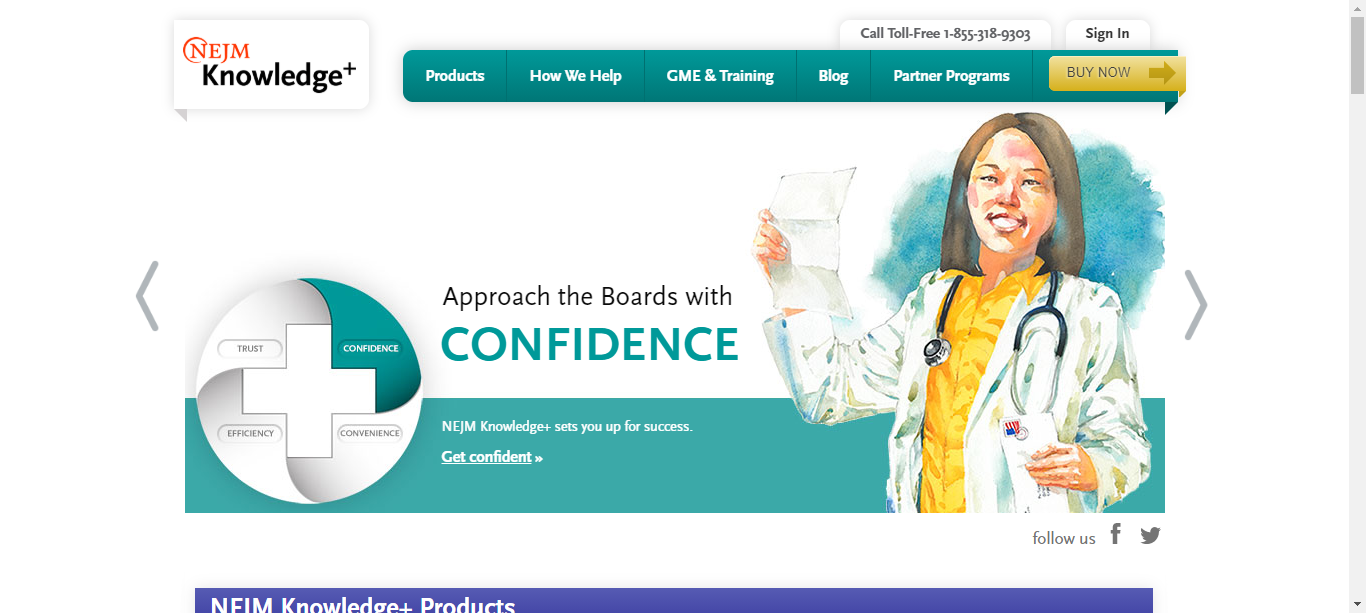 NEJM
Knowledge+
Call Toll-Free 1-855-318-9303
Sign In
Products
How We Help
GME & Training
Blog
Partner Programs
BUY NOW
Approach the Boards with
CONFIDENCE
TRUST
CONFIDENCE
EFFICIENCY
CONVENIENCE
NEJM Knowledge+ sets you up for success.
Get confident »
follow us
NEJM Knowledge+ Products